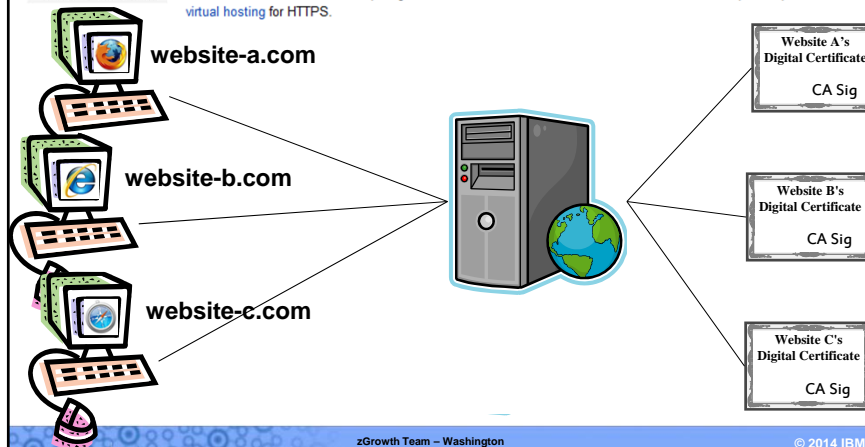 virtual hosting for HTTPS.
website-a.com
website-b.com
website-c.com
Website A's
Digital Certificate
CA Sig
Website B's
Digital Certificate
CA Sig
Website C's
Digital Certificate
CA Sig
zGrowth Team – Washington
© 2014 IBM